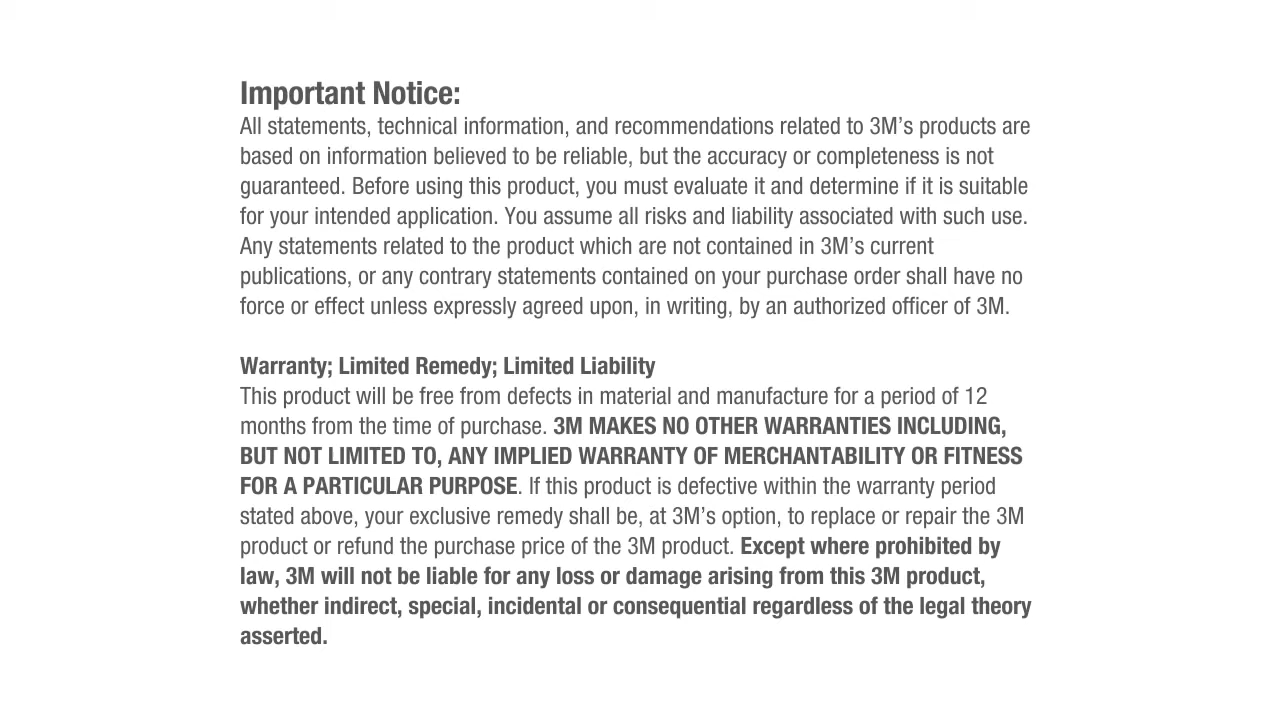 Important Notice:
All statements, technical information, and recommendations related to 3M’s products are
based on information believed to be reliable, but the accuracy or completeness is not
guaranteed. Before using this product, you must evaluate it and determine if it is suitable
for your intended application. You assume all risks and liability associated with such use.
Any statements related to the product which are not contained in 3M’s current
publications, or any contrary statements contained on your purchase order shall have no
force or effect unless expressly agreed upon, in writing, by an authorized officer of 3M.
Warranty; Limited Remedy; Limited Liability
This product will be free from defects in material and manufacture for a period of 12
months from the time of purchase. 3M MAKES NO OTHER WARRANTIES INCLUDING,
BUT NOT LIMITED TO, ANY IMPLIED WARRANTY OF MERCHANTABILITY OR FITNESS
FOR A PARTICULAR PURPOSE. If this product is defective within the warranty period
stated above, your exclusive remedy shall be, at 3M’s option, to replace or repair the 3M
product or refund the purchase price of the 3M product. Except where prohibited by
law, 3M will not be liable for any loss or damage arising from this 3M product,
whether indirect, special, incidental or consequential regardless of the legal theory
asserted.